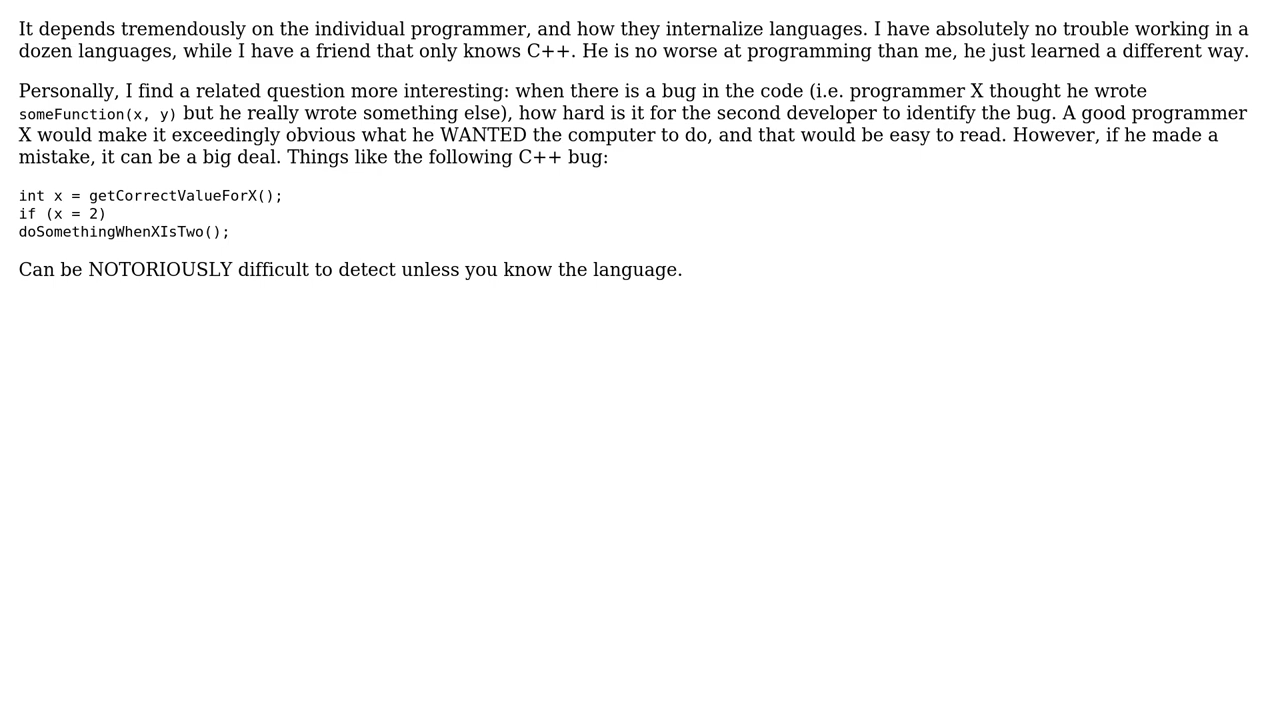 It depends tremendously on the individual programmer, and how they internalize languages. I have absolutely no trouble working in a
dozen languages, while I have a friend that only knows C++. He is no worse at programming than me, he just learned a different way.
Personally, I find a related question more interesting: when there is a bug in the code (i.e. programmer X thought he wrote
someFunction(x, y) but he really wrote something else), how hard is it for the second developer to identify the bug. A good programmer
X would make it exceedingly obvious what he WANTED the computer to do, and that would be easy to read. However, if he made a
mistake, it can be a big deal. Things like the following C++ bug:
int x = getCorrectValueForX();
if (x = 2)
doSomethingWhenXIsTwo();
Can be NOTORIOUSLY difficult to detect unless you know the language.